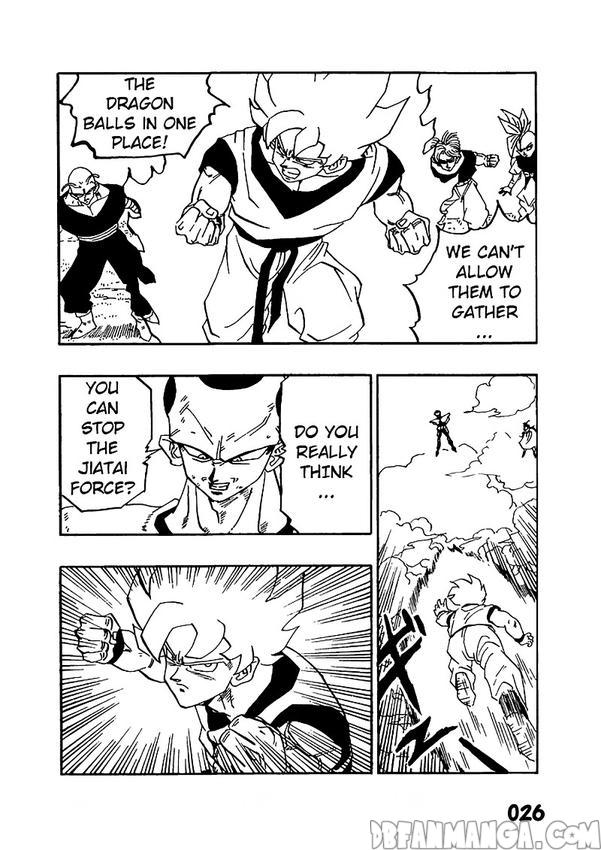 WE CAN'T
ALLOW
THEM TO
GATHER
...
THE
DRAGON
BALLS IN ONE
PLACE!
DO YOU
REALLY
THINK
...
YOU
CAN
STOP
THE
JIATAI
FORCE?
026
DBFANMANGA.COM